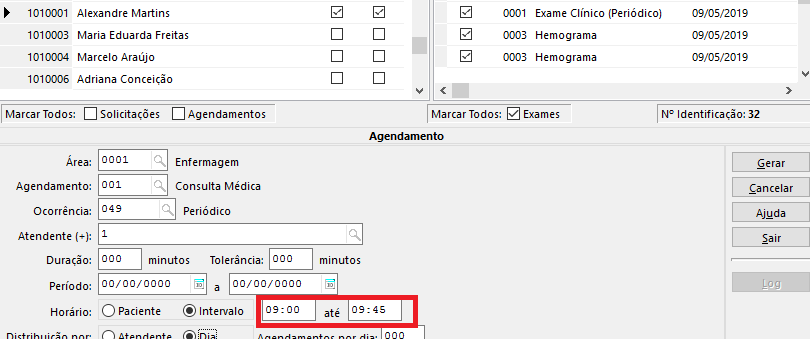 1010001 Alexandre Martins 0001 Exame Clínico (Periódico) 09/05/2019
1010003 Maria Eduarda Freitas 0003 Hemograma 09/05/2019
1010004 Marcelo Araújo 0003 Hemograma 09/05/2019
1010006 Adriana Conceição
Marcar Todos: Solicitações Agendamentos Marcar Todos: Exames Nº Identificação: 32
Agendamento
Área: 0001 Enfermagem Gerar
Agendamento: 001 Consulta Médica Cancelar
Ocorrência: 049 Periódico Ajuda
Atendente (+): 1 Sair
Duração: 000 minutos Tolerância: 000 minutos
Período: 00/00/0000 a 00/00/0000 Log
Horário: Paciente Intervalo 09:00 até 09:45
Distribuição por: Atendente Dia Agendamentos por dia: 000